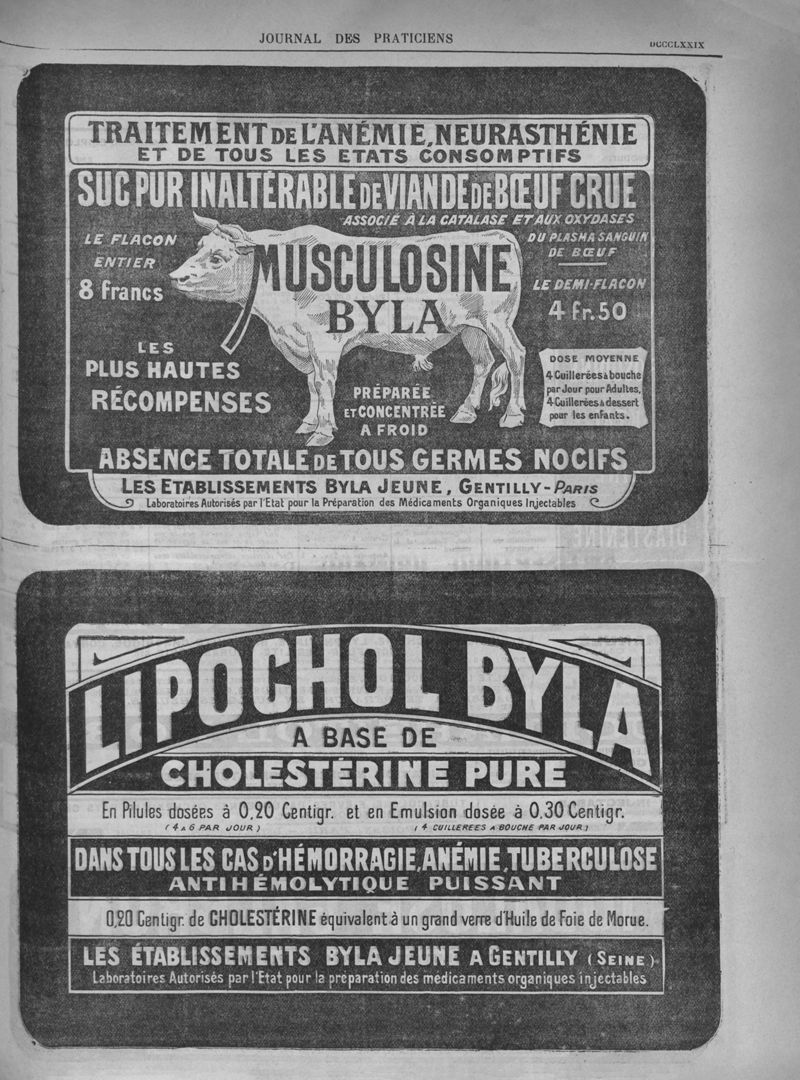 JOURNAL DES PRATICIENS
DCCCLXXIX
TRAITEMENT DE L'ANÉMIE, NEURASTHÉNIE
ET DE TOUS LES ETATS CONSOMPTIFS
SUC PUR INALTÉRABLE DE VIANDE DE BŒUF CRUE
ASSOCIÉ À LA CATALASE ET AUX OXYDASES
DU PLASMA SANGUIN
DE BŒUF
LE FLACON
ENTIER
8 francs
MUSCULOSINE
BYLA
LE DEMI-FLACON
4 fr. 50
LES
PLUS HAUTES
RÉCOMPENSES
PRÉPARÉE
ET CONCENTRÉE
A FROID
DOSE MOYENNE
4 Cuillerées à bouche
par Jour pour Adultes,
4 Cuillerées à dessert
pour les enfants.
ABSENCE TOTALE DE TOUS GERMES NOCIFS
LES ETABLISSEMENTS BYLA JEUNE, GENTILLY-PARIS
Laboratoires Autorisés par l'Etat pour la Préparation des Médicaments Organiques Injectables
LIPOCHOL BYLA
A BASE DE
CHOLESTÉRINE PURE
En Pilules dosées à 0,20 Centigr. et en Emulsion dosée à 0.30 Centigr.
(4 à 6 PAR JOUR) (4 CUILLEREES A BOUCHE PAR JOUR)
DANS TOUS LES CAS D'HÉMORRAGIE, ANÉMIE, TUBERCULOSE
ANTIHÉMOLYTIQUE PUISSANT
0,20 Centigr. de CHOLESTÉRINE équivalent à un grand verre d'Huile de Foie de Morue.
LES ÉTABLISSEMENTS BYLA JEUNE A GENTILLY (SEINE)
Laboratoires Autorisés par l'Etat pour la préparation des médicaments organiques injectables